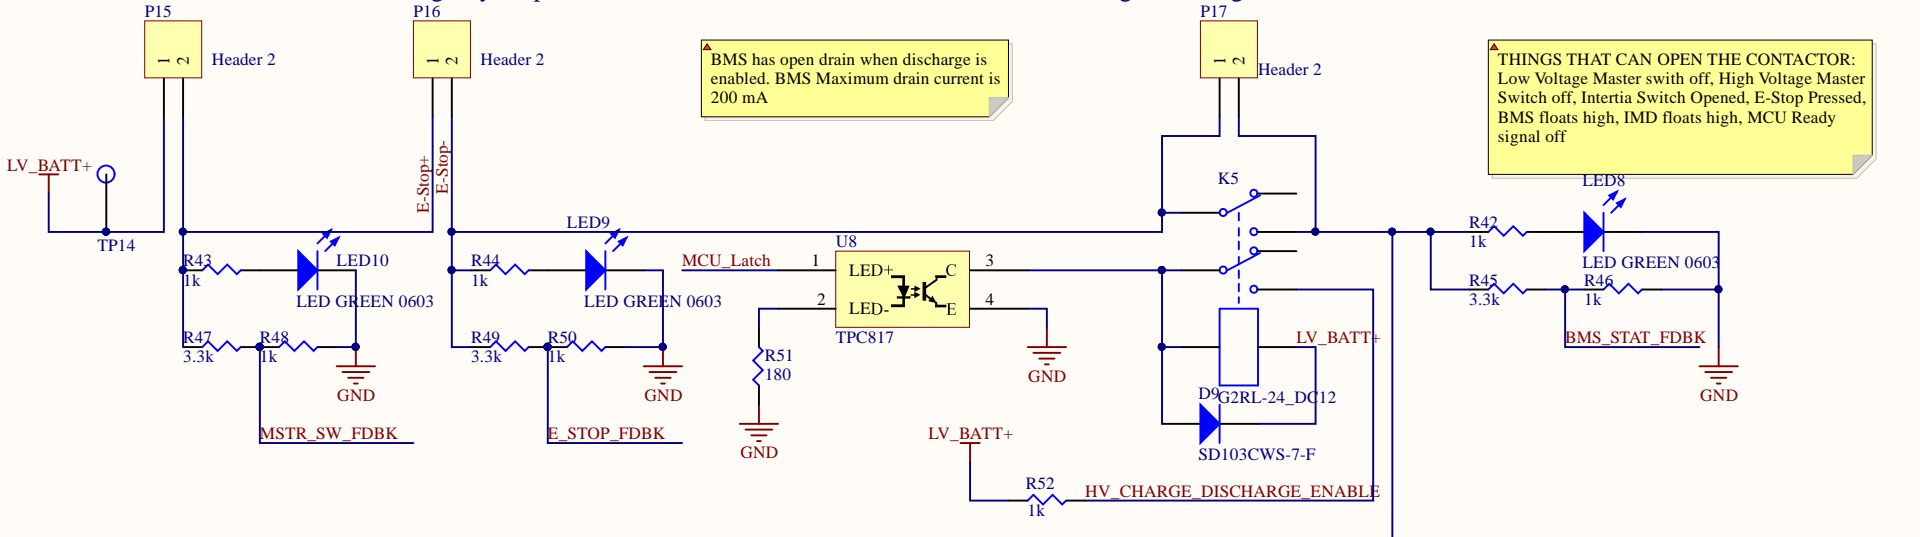 P15
P16
P17
1
2
Header 2
1
2
Header 2
1
2
Header 2
BMS has open drain when discharge is
enabled. BMS Maximum drain current is
200 mA
THINGS THAT CAN OPEN THE CONTACTOR:
Low Voltage Master swith off, High Voltage Master
Switch off, Intertia Switch Opened, E-Stop Pressed,
BMS floats high, IMD floats high, MCU Ready
signal off
LV_BATT+
TP14
E-Stop+
E-Stop-
K5
LED8
R42
1k
LED GREEN 0603
R45
3.3k
R46
1k
BMS_STAT_FDBK
GND
R43
1k
LED10
LED GREEN 0603
R47
3.3k
R48
1k
GND
MSTR_SW_FDBK
LED9
R44
1k
LED GREEN 0603
R49
3.3k
R50
1k
GND
E_STOP_FDBK
MCU_Latch
U8
1
LED+
C
3
2
LED-
E
4
TPC817
R51
180
GND
GND
LV_BATT+
G2RL-24_DC12
D9
SD103CWS-7-F
LV_BATT+
R52
1k
HV_CHARGE_DISCHARGE_ENABLE